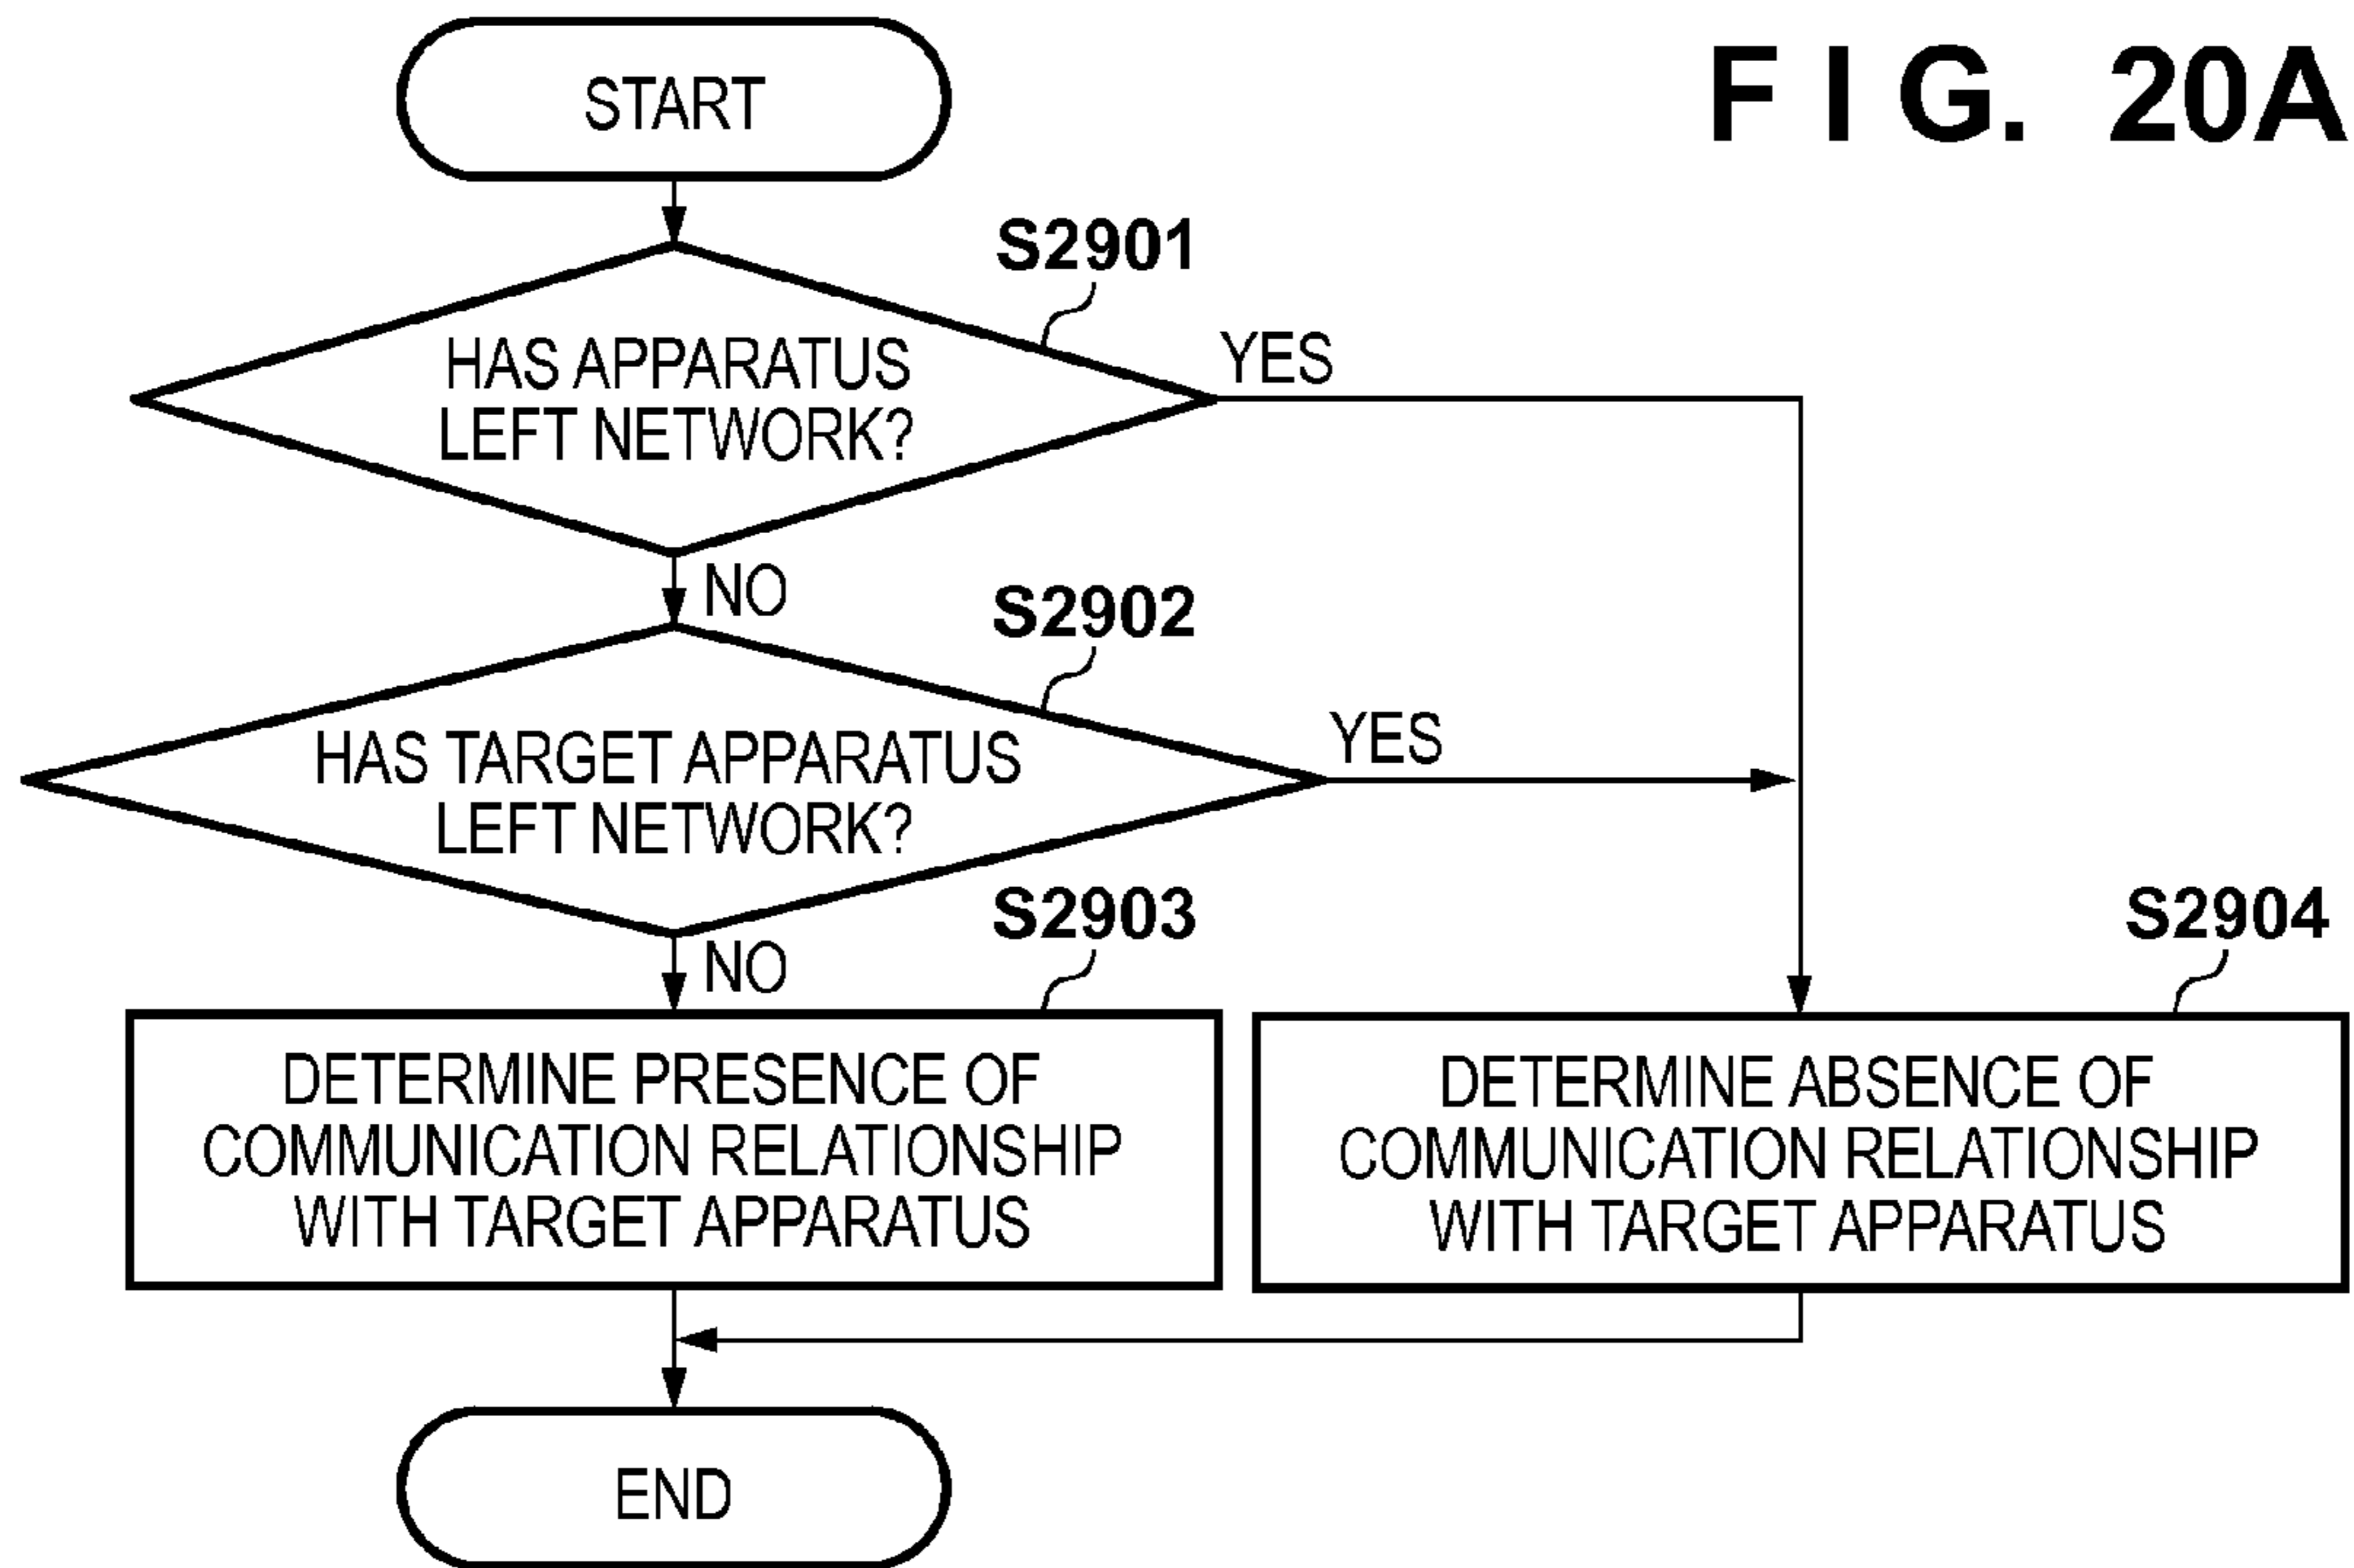 FIG. 20A
START
S2901
HAS APPARATUS
LEFT NETWORK?
YES
NO
S2902
HAS TARGET APPARATUS
LEFT NETWORK?
YES
NO
S2903
DETERMINE PRESENCE OF
COMMUNICATION RELATIONSHIP
WITH TARGET APPARATUS
S2904
DETERMINE ABSENCE OF
COMMUNICATION RELATIONSHIP
WITH TARGET APPARATUS
END